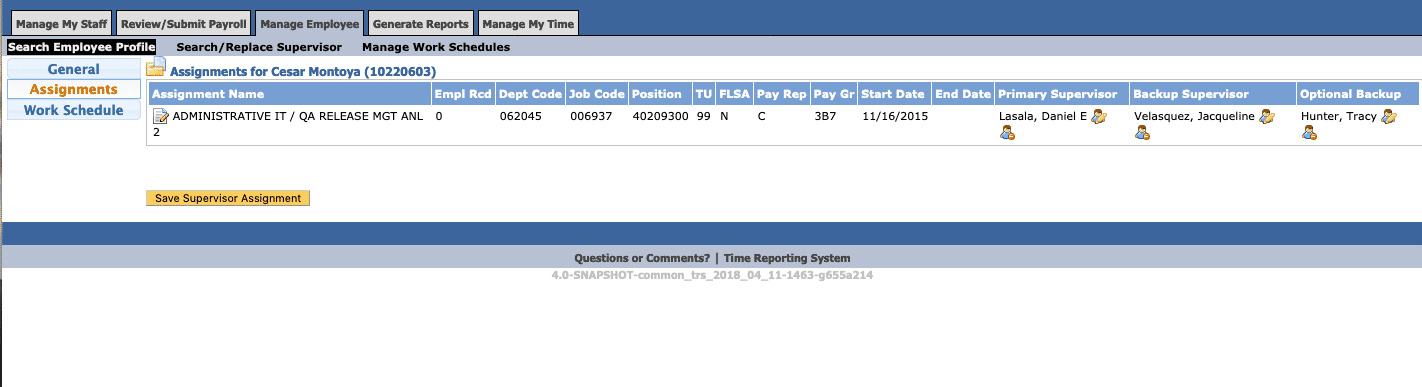 Manage My Staff Review/Submit Payroll Manage Employee Generate Reports Manage My Time
Search Employee Profile Search/Replace Supervisor Manage Work Schedules
General
Assignments
Work Schedule
Assignments for Cesar Montoya (10220603)
Assignment Name Empl Rcd Dept Code Job Code Position TU FLSA Pay Rep Pay Gr Start Date End Date Primary Supervisor Backup Supervisor Optional Backup
ADMINISTRATIVE IT / QA RELEASE MGT ANL 0 062045 006937 40209300 99 N C 3B7 11/16/2015 Lasala, Daniel E Velasquez, Jacqueline Hunter, Tracy
2
Save Supervisor Assignment
Questions or Comments? | Time Reporting System
4.0-SNAPSHOT-common_trs_2018_04_11-1463-g655a214